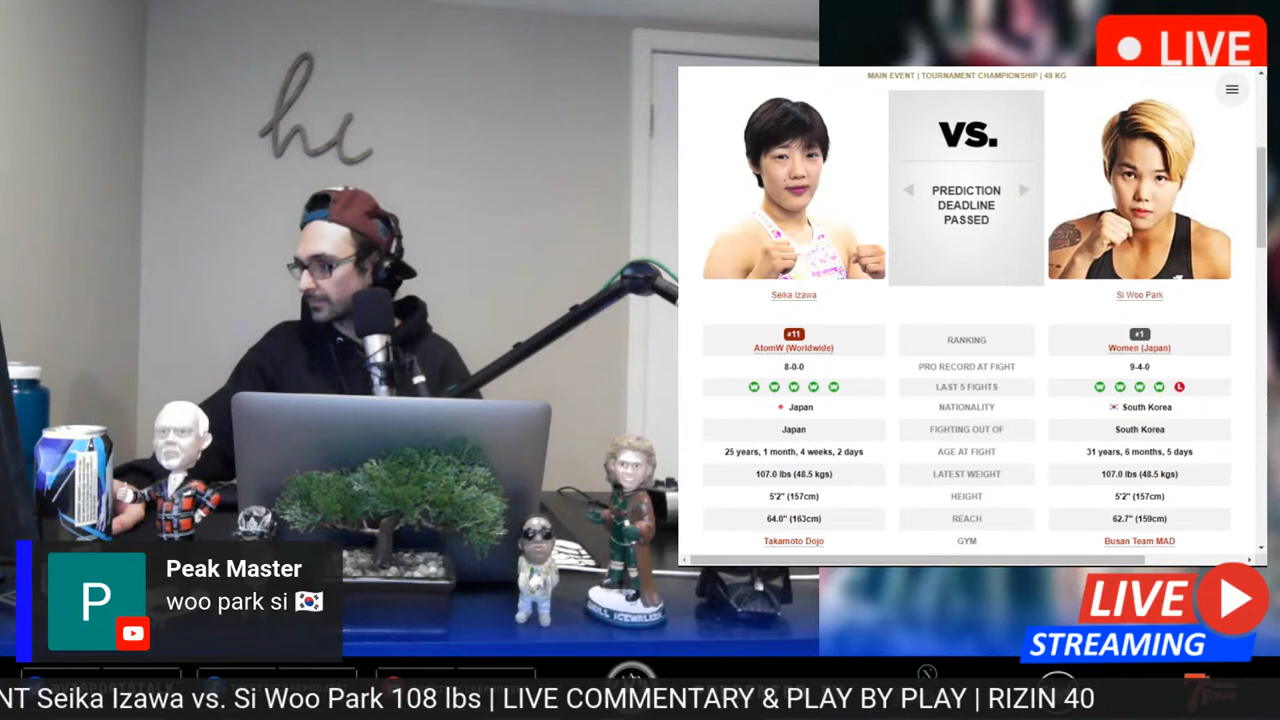 hi
LIVE
MAIN EVENT | TOURNAMENT CHAMPIONSHIP | 49 KG
VS.
PREDICTION
DEADLINE
PASSED
Seika Izawa
Si Woo Park
#11
AtomW (Worldwide)
RANKING
#1
Women (Japan)
8-0-0
PRO RECORD AT FIGHT
9-4-0
W W W W W
LAST 5 FIGHTS
W W W W L
Japan
NATIONALITY
South Korea
Japan
FIGHTING OUT OF
South Korea
25 years, 1 month, 4 weeks, 2 days
AGE AT FIGHT
31 years, 6 months, 5 days
107.0 lbs (48.5 kgs)
LATEST WEIGHT
107.0 lbs (48.5 kgs)
5'2" (157cm)
HEIGHT
5'2" (157cm)
64.0" (163cm)
REACH
62.7" (159cm)
Takamoto Dojo
GYM
Busan Team MAD
P
Peak Master
woo park si 🇰🇷
LIVE
STREAMING
NT Seika Izawa vs. Si Woo Park 108 lbs | LIVE COMMENTARY & PLAY BY PLAY | RIZIN 40